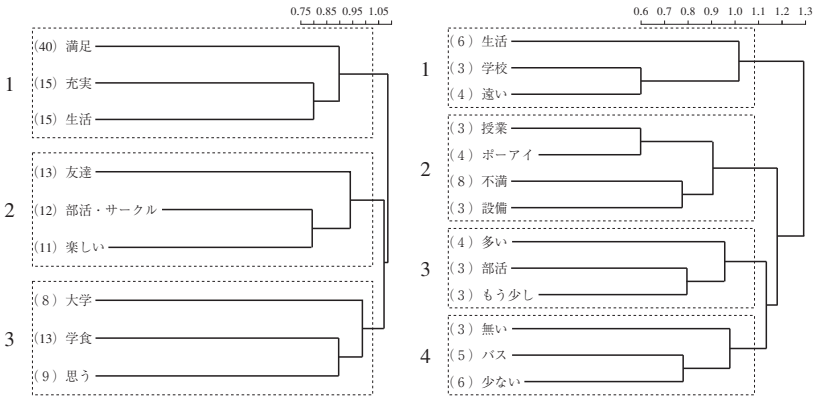 0.75 0.85 0.95 1.05
1
(40) 満足
(15) 充実
(15) 生活
2
(13) 友達
(12) 部活・サークル
(11) 楽しい
3
(8) 大学
(13) 学食
(9) 思う
0.6 0.7 0.8 0.9 1.0 1.1 1.2 1.3
1
(6) 生活
(3) 学校
(4) 遠い
2
(3) 授業
(4) ポーアイ
(8) 不満
(3) 設備
3
(4) 多い
(3) 部活
(3) もう少し
4
(3) 無い
(5) バス
(6) 少ない